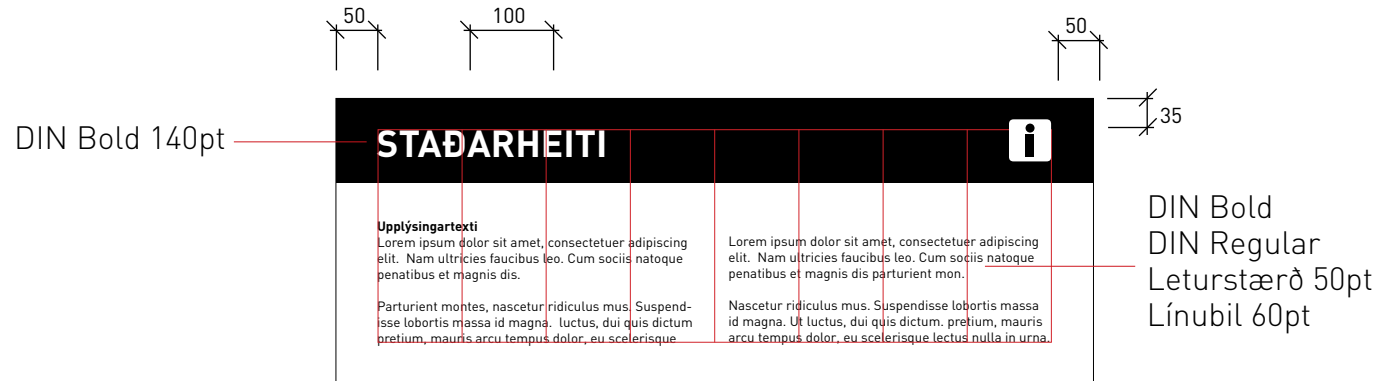 50
100
50
35
DIN Bold 140pt
STAÐARHEITI
i
Upplýsingartexti
Lorem ipsum dolor sit amet, consectetuer adipiscing
elit.  Nam ultricies faucibus leo. Cum sociis natoque
penatibus et magnis dis.
Parturient montes, nascetur ridiculus mus. Suspend-
isse lobortis massa id magna.  luctus, dui quis dictum
pretium, mauris arcu tempus dolor, eu scelerisque
Lorem ipsum dolor sit amet, consectetuer adipiscing
elit.  Nam ultricies faucibus leo. Cum sociis natoque
penatibus et magnis dis parturient mon.
Nascetur ridiculus mus. Suspendisse lobortis massa
id magna. Ut luctus, dui quis dictum. pretium, mauris
arcu tempus dolor, eu scelerisque lectus nulla in urna.
DIN Bold
DIN Regular
Leturstærð 50pt
Línubil 60pt